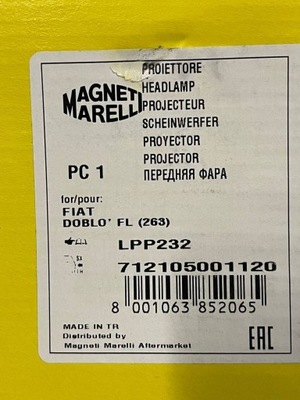 PROIETTORE
HEADLAMP
MAGNETI
MARELLI
PROJECTEUR
SCHEINWERFER
PROYECTOR
PROJECTOR
ПЕРЕДНЯЯ ФАРА
PC 1
for/pour:
FIAT
DOBLO' FL (263)
LPP232
712105001120
8 001063 852065
MADE IN TR
Distributed by
Magneti Marelli Aftermarket
EAC